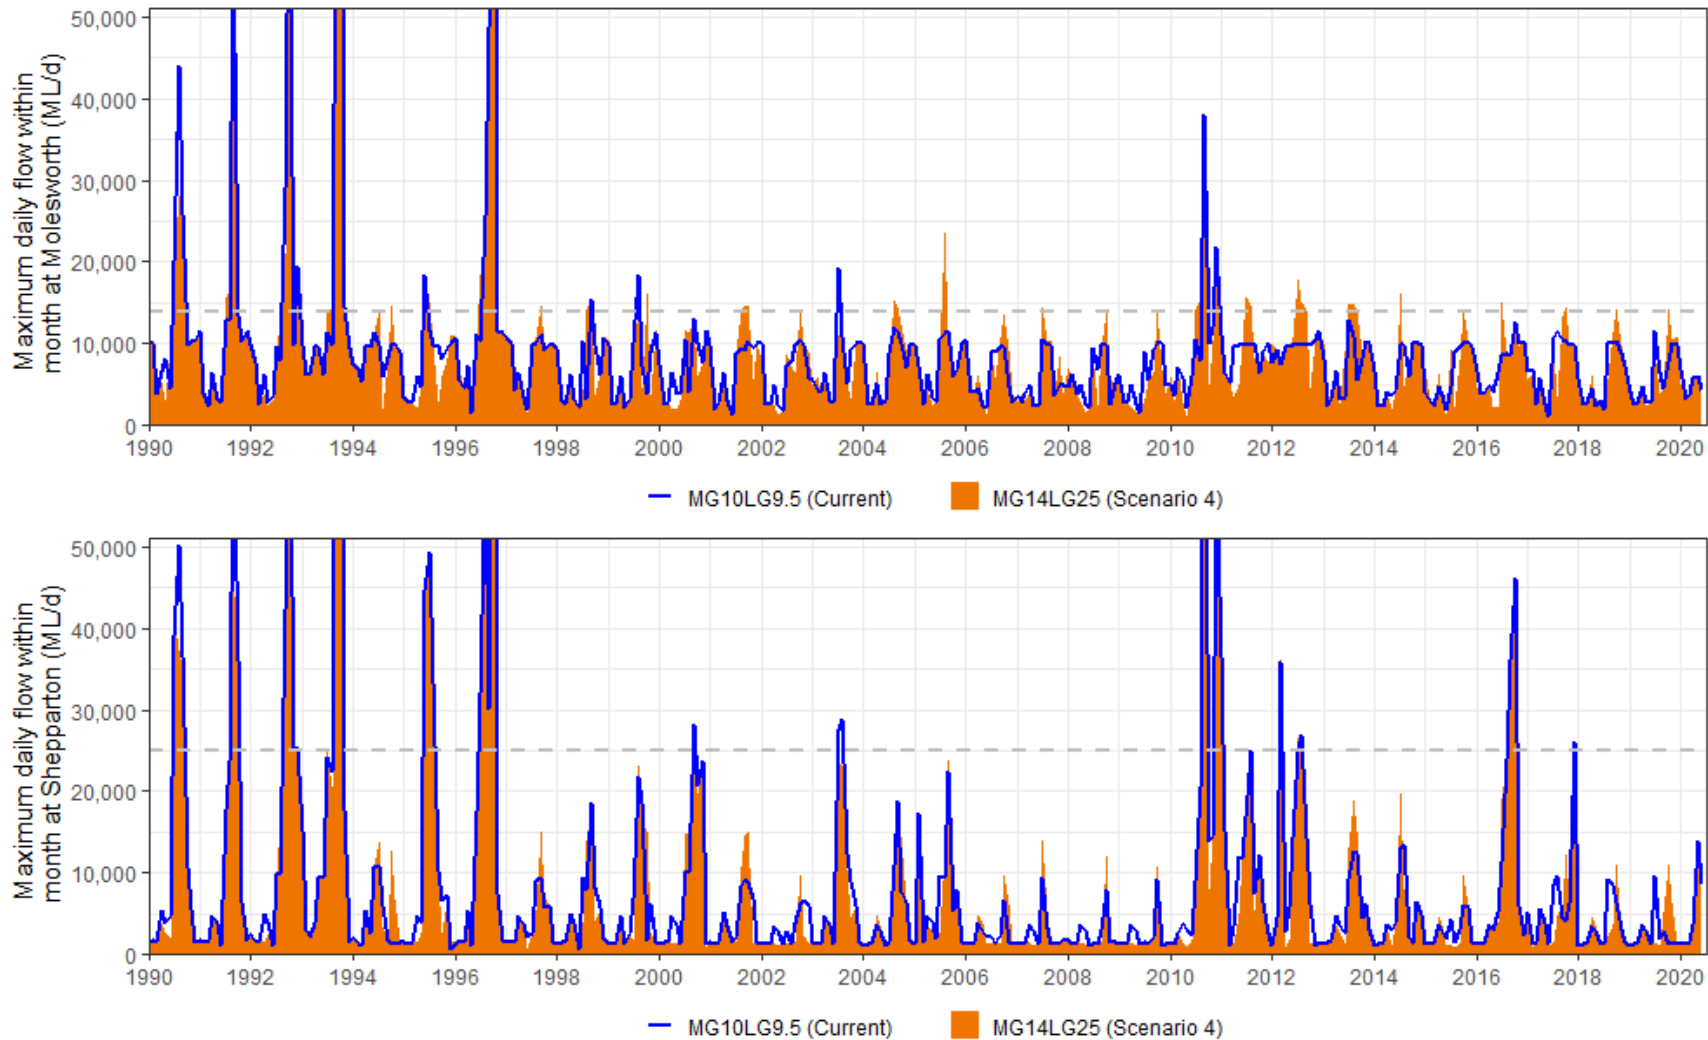 Maximum daily flow within
month at Molesworth (ML/d)
50,000
40,000
30,000
20,000
10,000
0
1990 1992 1994 1996 1998 2000 2002 2004 2006 2008 2010 2012 2014 2016 2018 2020
MG10LG9.5 (Current) MG14LG25 (Scenario 4)
Maximum daily flow within
month at Shepparton (ML/d)
50,000
40,000
30,000
20,000
10,000
0
1990 1992 1994 1996 1998 2000 2002 2004 2006 2008 2010 2012 2014 2016 2018 2020
MG10LG9.5 (Current) MG14LG25 (Scenario 4)